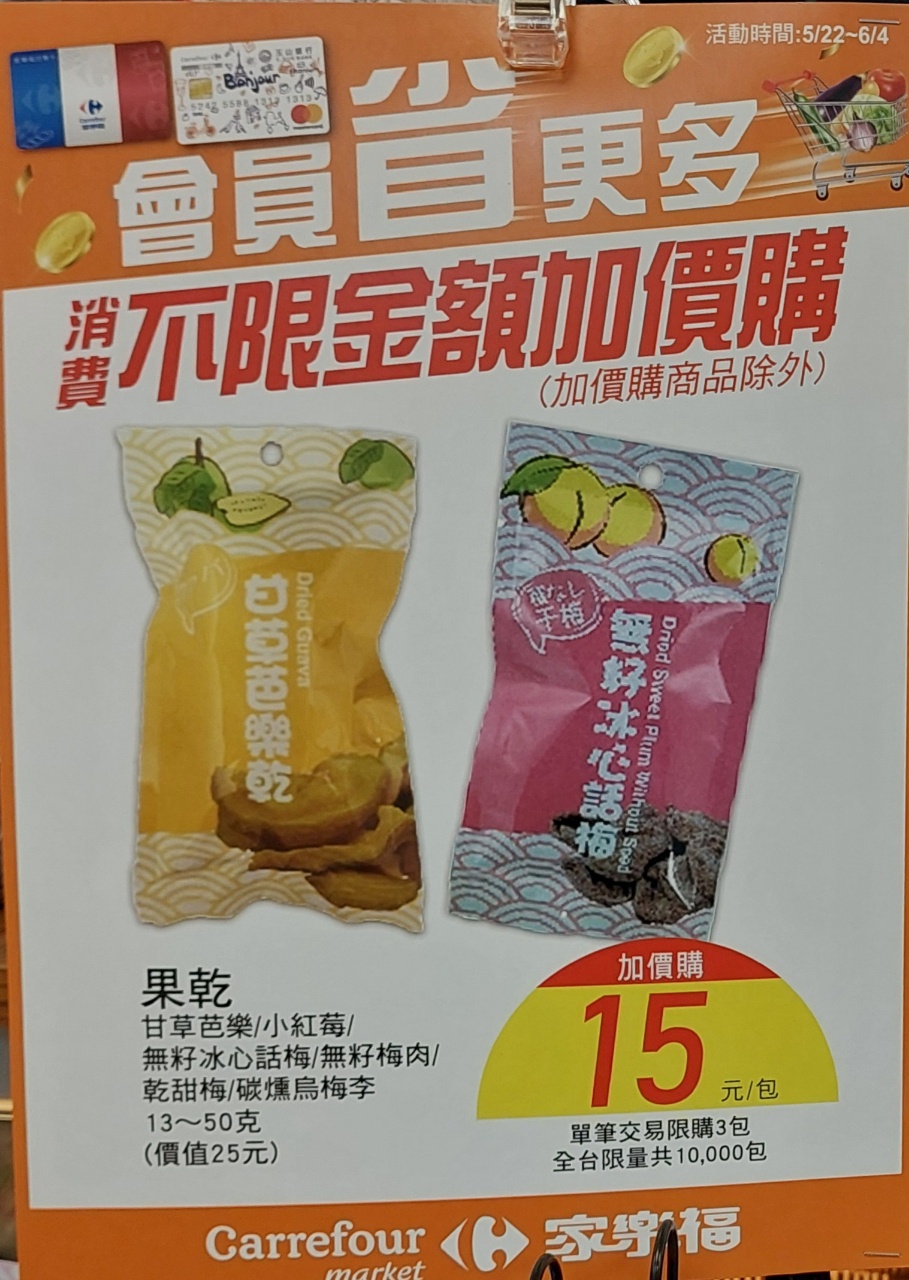 活動時間:5/22~6/4
Bonjour
會員省更多
消費不限金額加價購
(加價購商品除外)
Dried Guava
甘草芭樂乾
Dried Sweet Plum Without Seed
無籽冰心話梅
果乾
甘草芭樂/小紅莓/
無籽冰心話梅/無籽梅肉/
乾甜梅/碳燻烏梅李
13～50克
(價值25元)
加價購
15元/包
單筆交易限購3包
全台限量共10,000包
Carrefour 家樂福
market